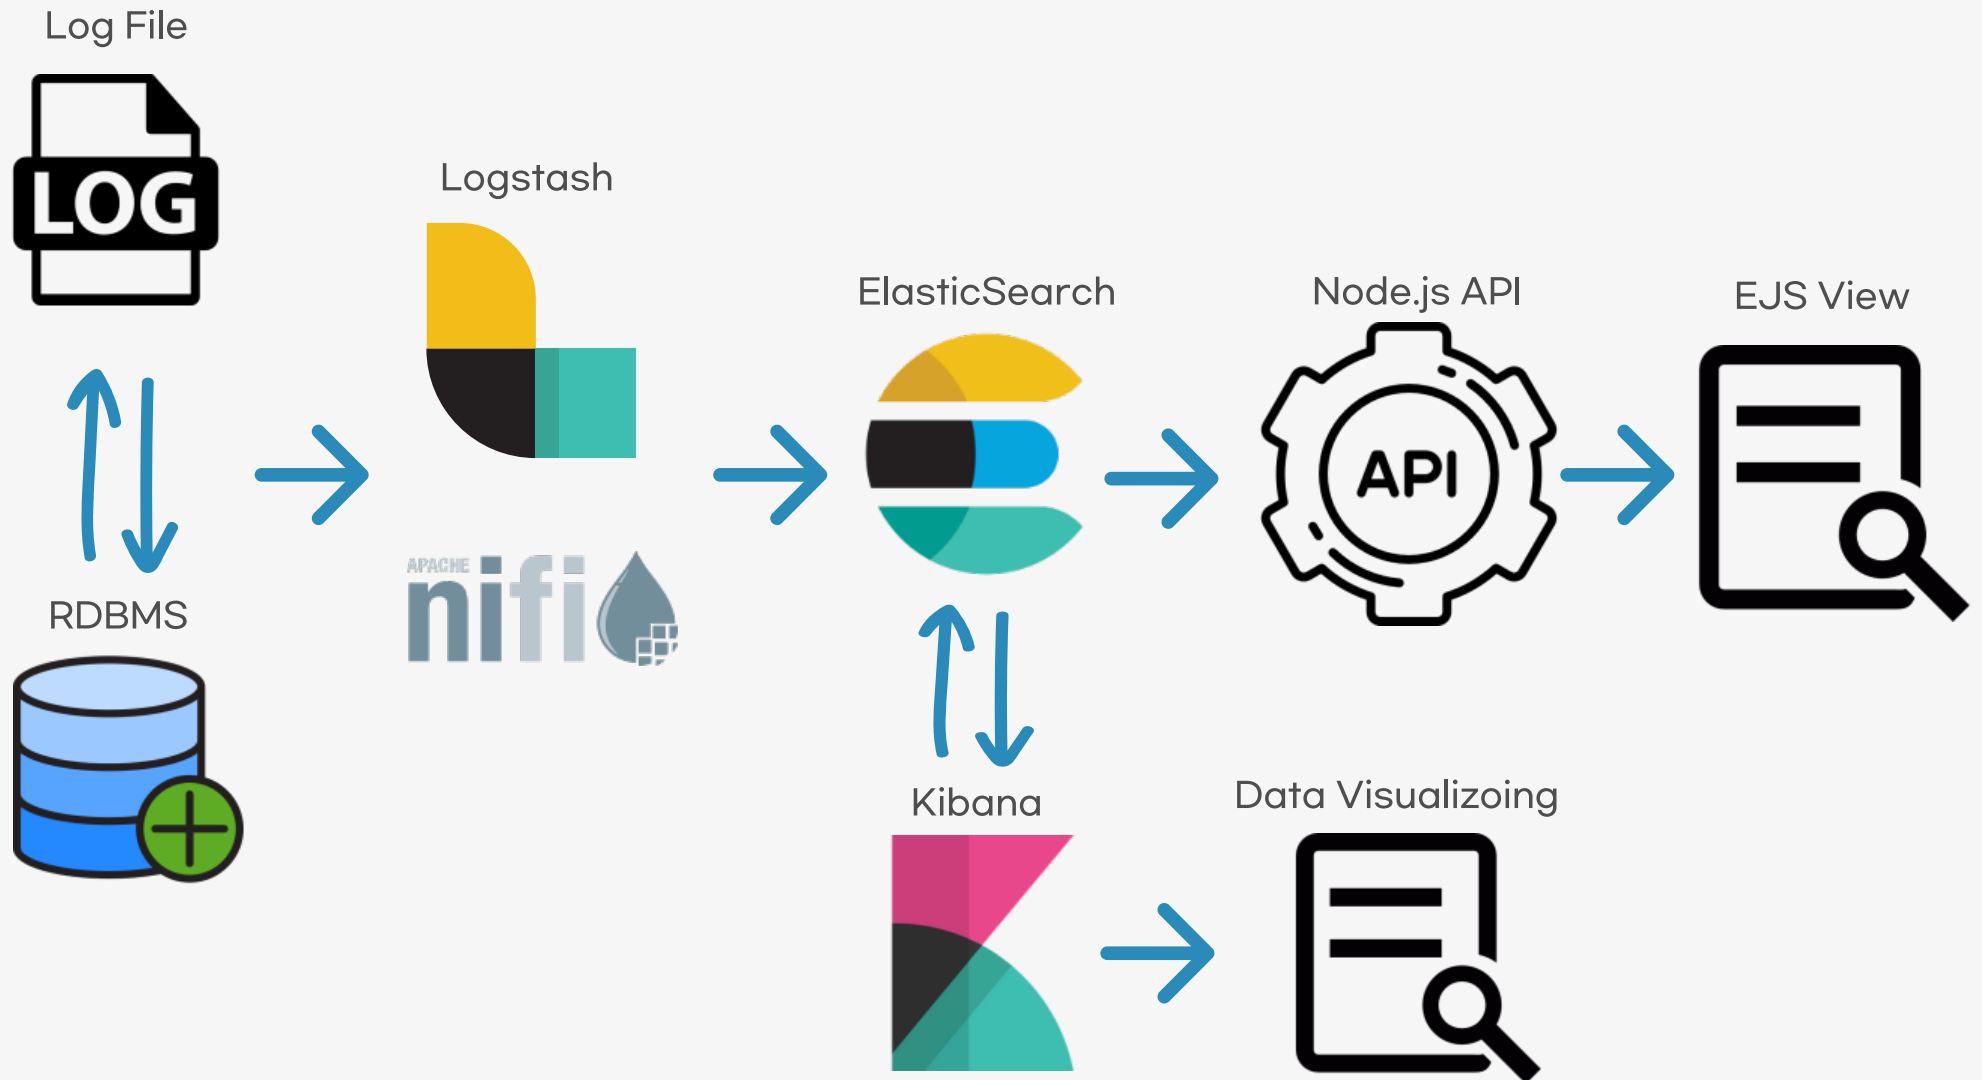 Log File
LOG
RDBMS
Logstash
APACHE
nifi
ElasticSearch
Kibana
Node.js API
API
EJS View
Data Visualizoing